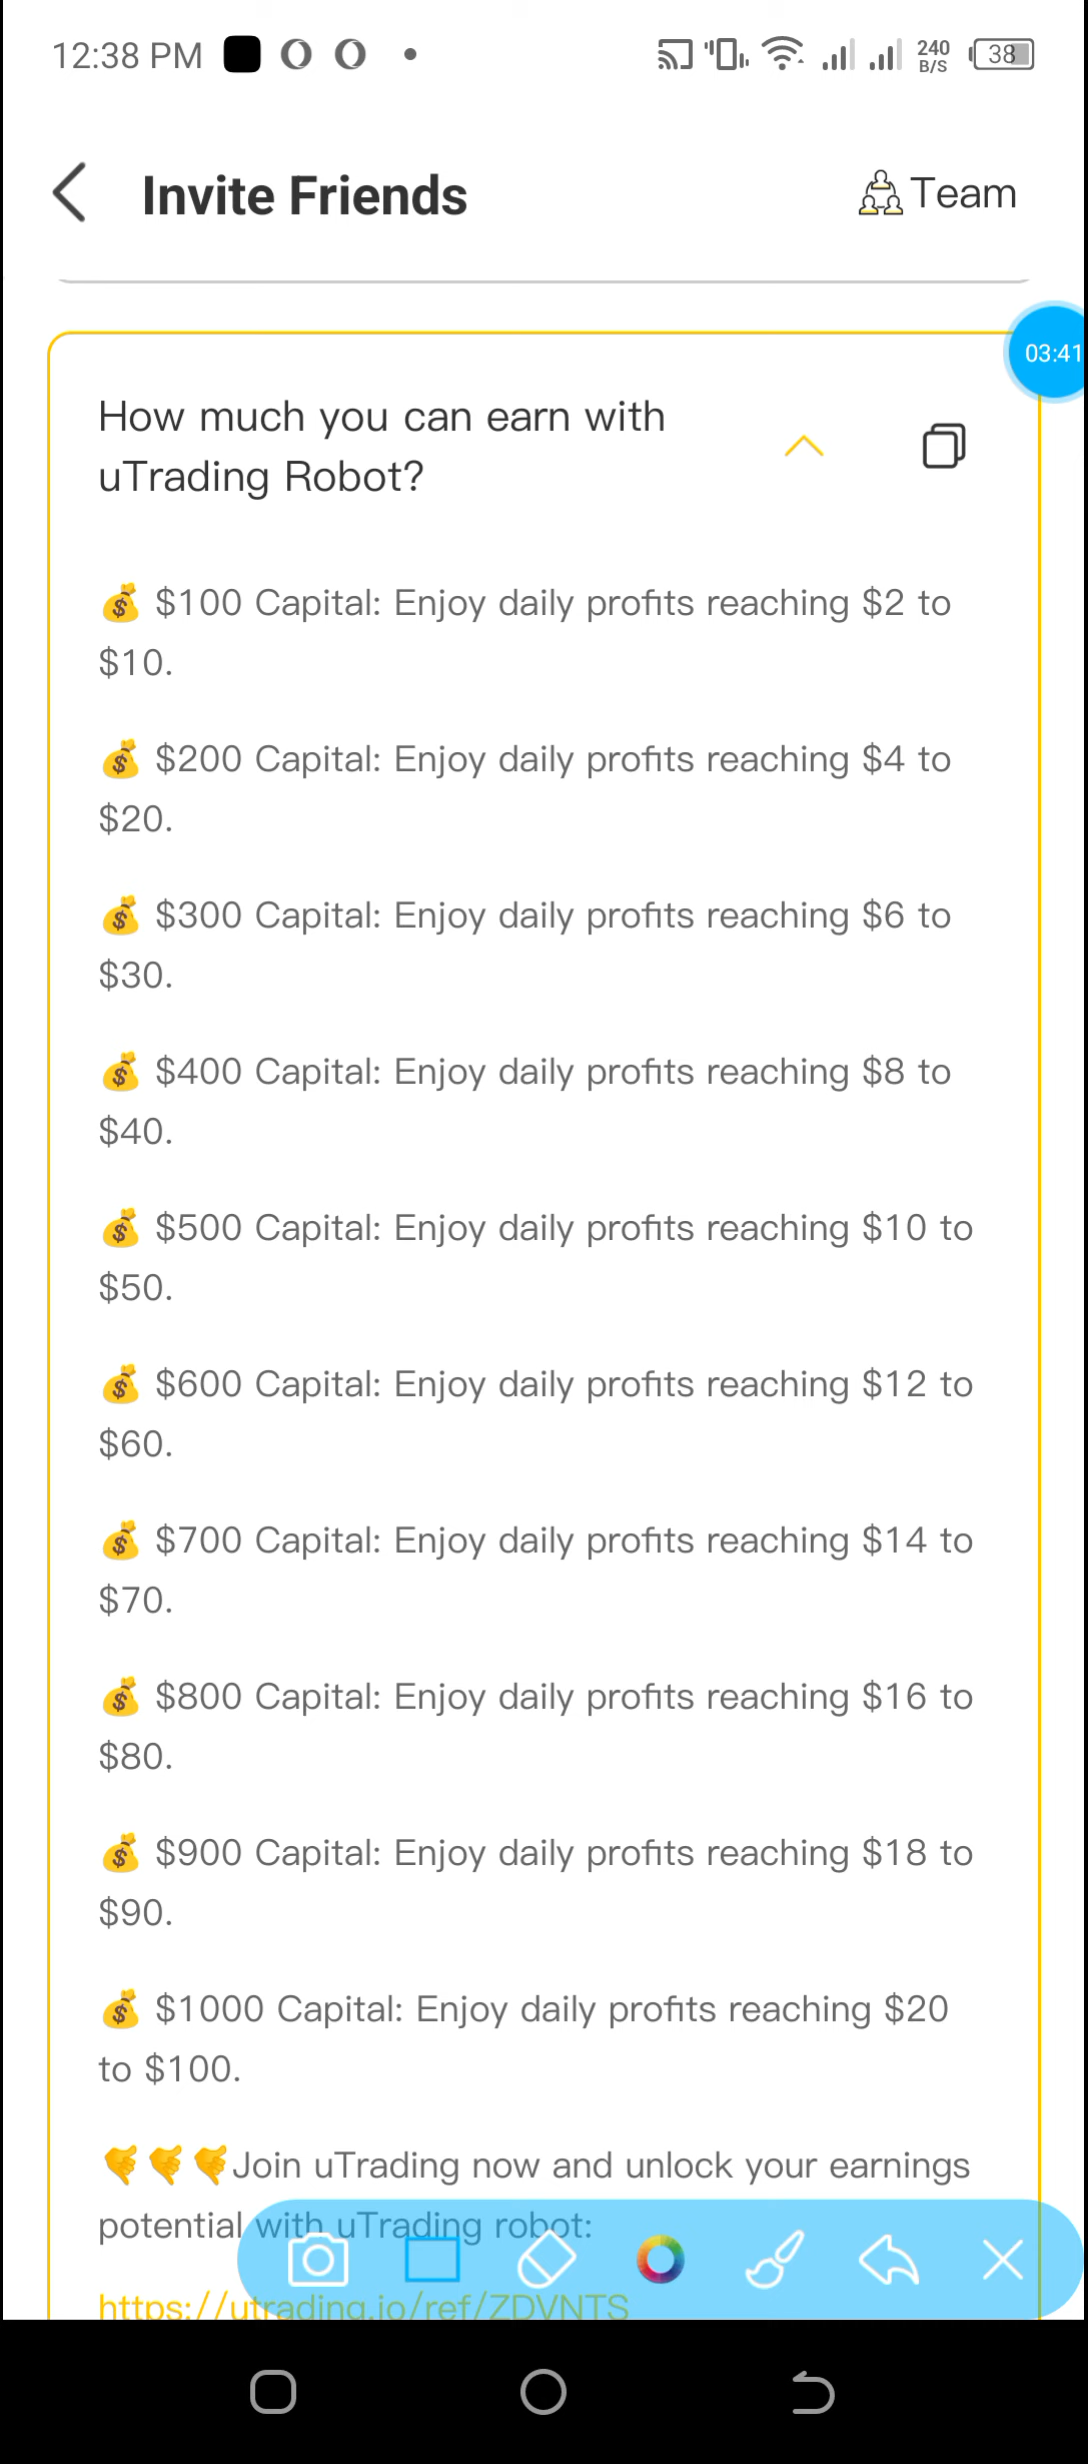 12:38 PM
240
B/S
38
Invite Friends
Team
03:41
How much you can earn with
uTrading Robot?
💰 $100 Capital: Enjoy daily profits reaching $2 to
$10.
💰 $200 Capital: Enjoy daily profits reaching $4 to
$20.
💰 $300 Capital: Enjoy daily profits reaching $6 to
$30.
💰 $400 Capital: Enjoy daily profits reaching $8 to
$40.
💰 $500 Capital: Enjoy daily profits reaching $10 to
$50.
💰 $600 Capital: Enjoy daily profits reaching $12 to
$60.
💰 $700 Capital: Enjoy daily profits reaching $14 to
$70.
💰 $800 Capital: Enjoy daily profits reaching $16 to
$80.
💰 $900 Capital: Enjoy daily profits reaching $18 to
$90.
💰 $1000 Capital: Enjoy daily profits reaching $20
to $100.
🤙🤙🤙Join uTrading now and unlock your earnings
potential with uTrading robot:
https://utrading.io/ref/ZDVNTS